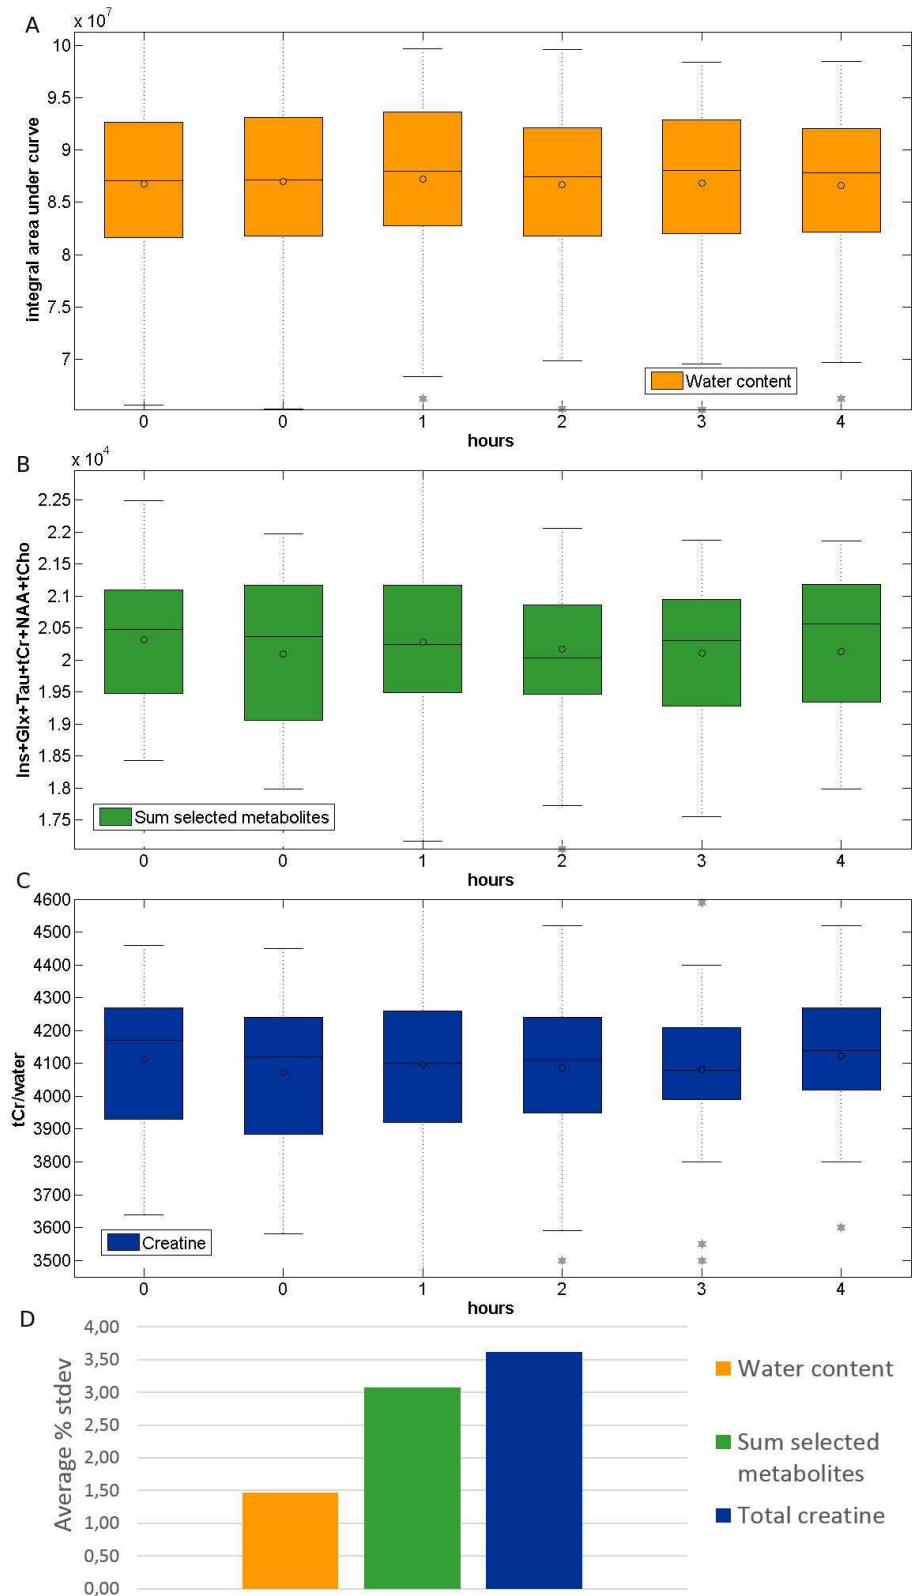 A
x 10⁷
10
9.5
9
8.5
8
7.5
7
integral area under curve
Water content
0 0 1 2 3 4
hours
B
x 10⁴
2.25
2.2
2.15
2.1
2.05
2
1.95
1.9
1.85
1.8
1.75
Ins+Glx+Tau+tCr+NAA+tCho
Sum selected metabolites
0 0 1 2 3 4
hours
C
4600
4500
4400
4300
4200
4100
4000
3900
3800
3700
3600
3500
tCr/water
Creatine
0 0 1 2 3 4
hours
D
4,00
3,50
3,00
2,50
2,00
1,50
1,00
0,50
0,00
Average % stdev
Water content
Sum selected
metabolites
Total creatine